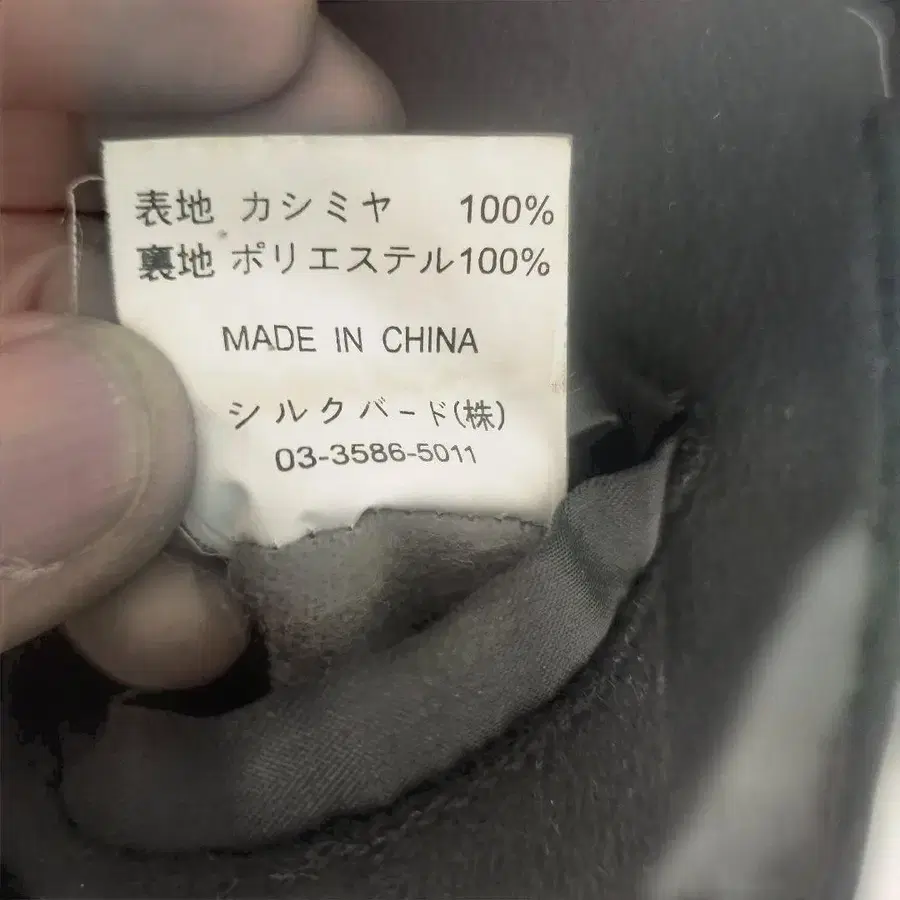 表地 カシミヤ 100%
裏地 ポリエステル100%
MADE IN CHINA
シルクバード(株)
03-3586-5011